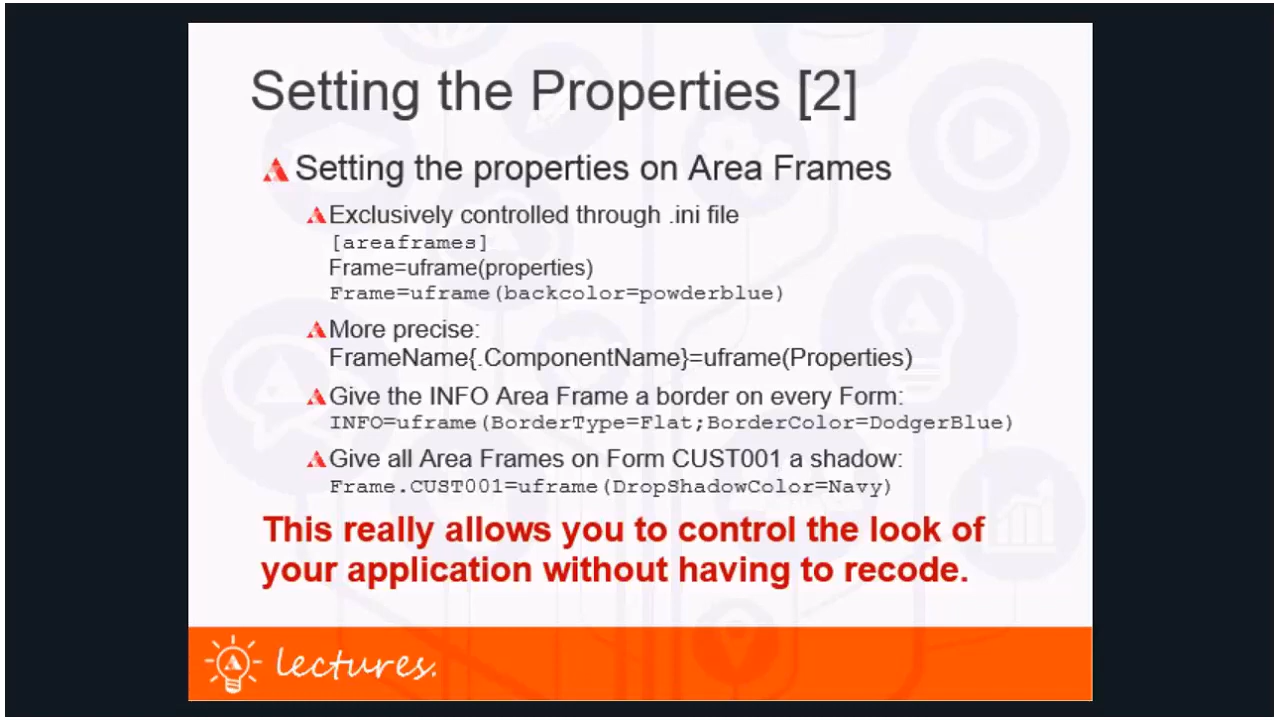 Setting the Properties [2]
Setting the properties on Area Frames
Exclusively controlled through .ini file
[areaframes]
Frame=uframe(properties)
Frame=uframe(backcolor=powderblue)
More precise:
FrameName{.ComponentName}=uframe(Properties)
Give the INFO Area Frame a border on every Form:
INFO=uframe(BorderType=Flat;BorderColor=DodgerBlue)
Give all Area Frames on Form CUST001 a shadow:
Frame.CUST001=uframe(DropShadowColor=Navy)
This really allows you to control the look of
your application without having to recode.
lectures.